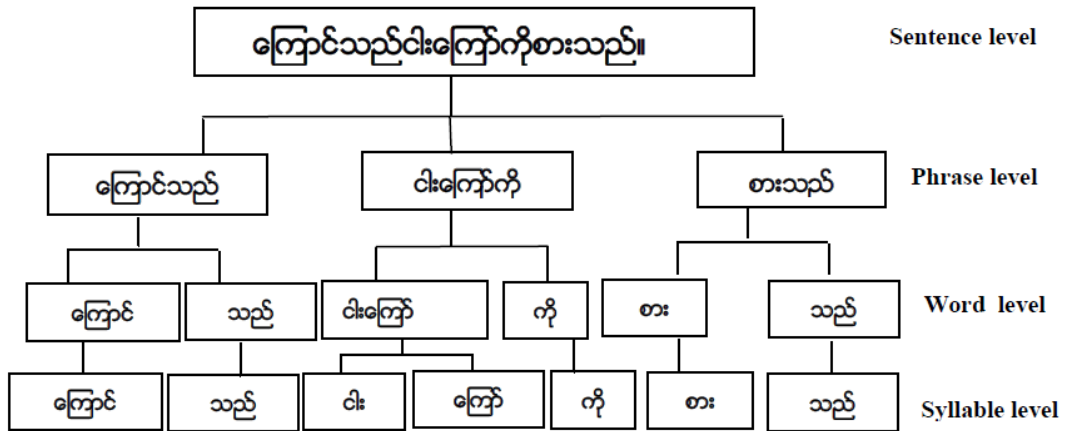 ကြောင်သည်ငါးကြော်ကိုစားသည်။ Sentence level
ကြောင်သည် ငါးကြော်ကို စားသည် Phrase level
ကြောင် သည် ငါးကြော် ကို စား သည် Word level
ကြောင် သည် ငါး ကြော် ကို စား သည် Syllable level